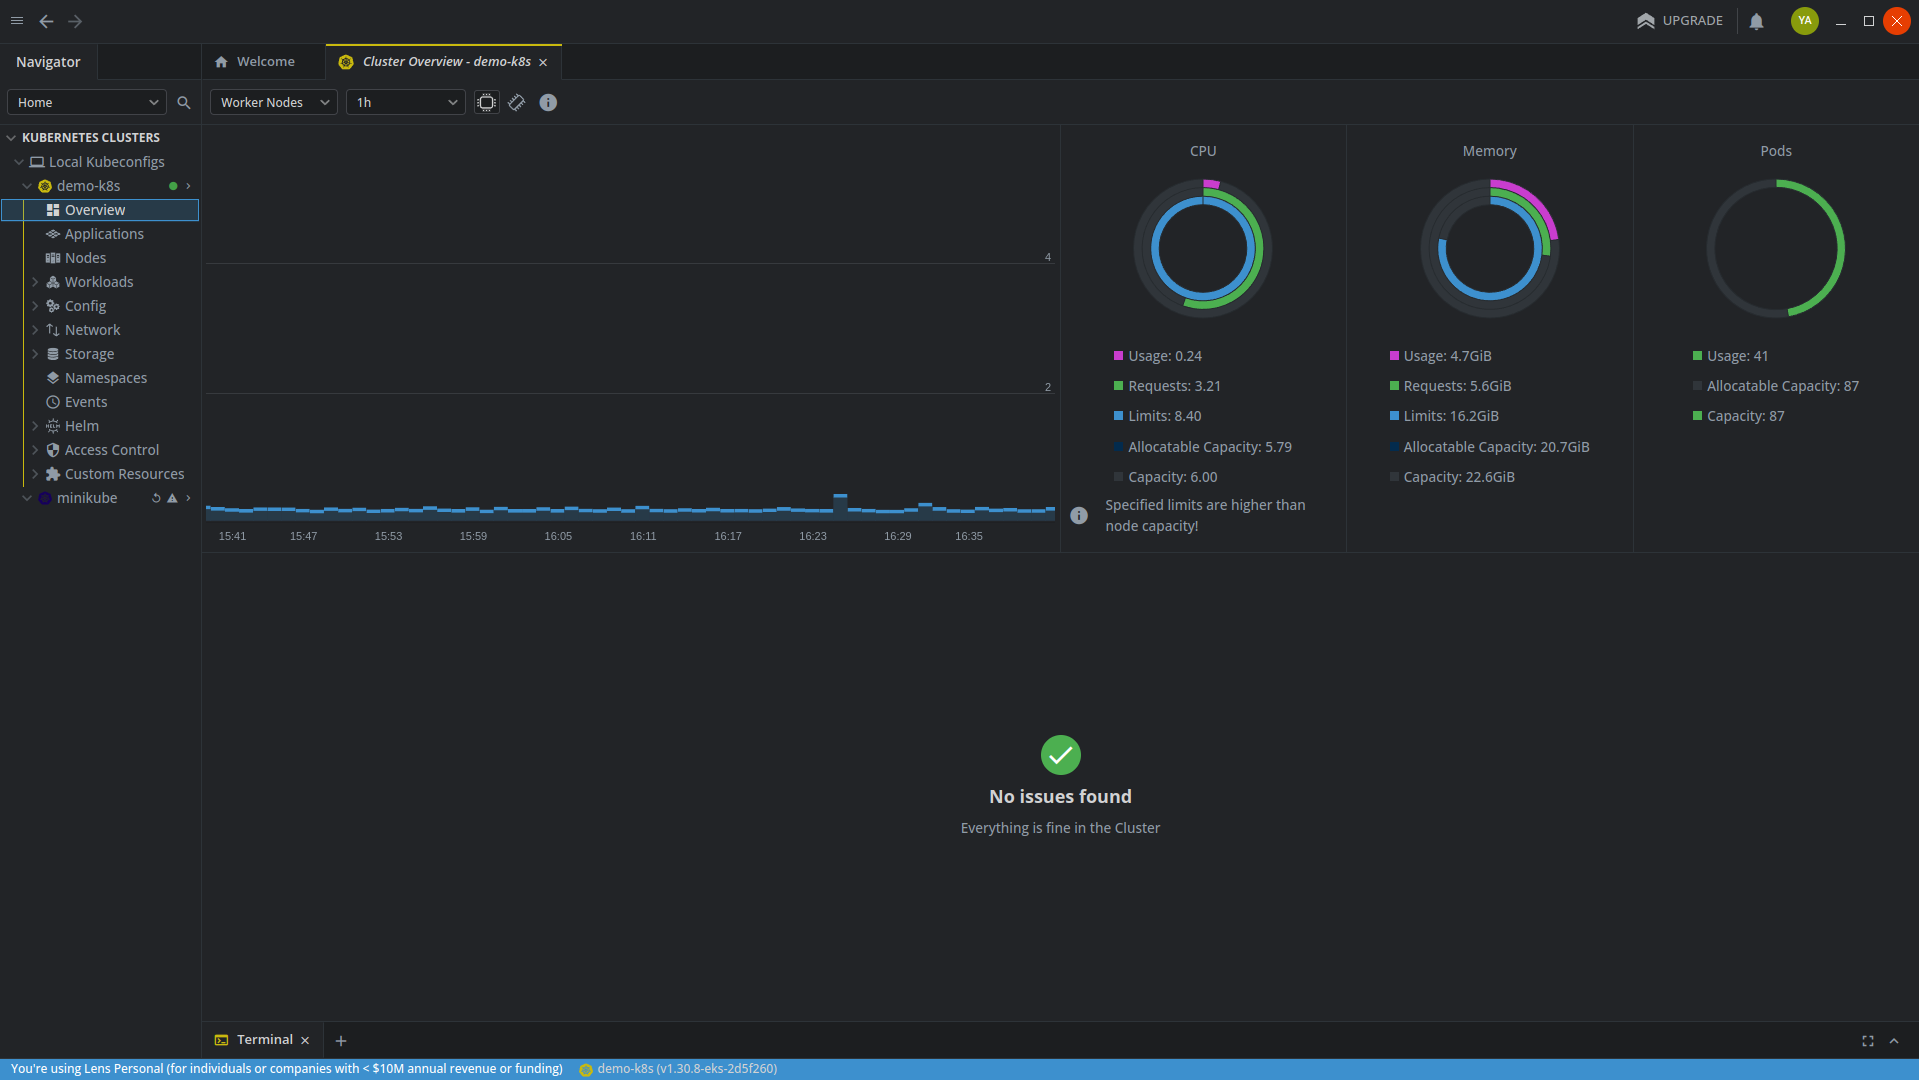 UPGRADE
YA
Navigator
Welcome
Cluster Overview - demo-k8s
Home
Worker Nodes
1h
KUBERNETES CLUSTERS
Local Kubeconfigs
demo-k8s
Overview
Applications
Nodes
Workloads
Config
Network
Storage
Namespaces
Events
Helm
Access Control
Custom Resources
minikube
4
2
15:41 15:47 15:53 15:59 16:05 16:11 16:17 16:23 16:29 16:35
CPU
Usage: 0.24
Requests: 3.21
Limits: 8.40
Allocatable Capacity: 5.79
Capacity: 6.00
Specified limits are higher than
node capacity!
Memory
Usage: 4.7GiB
Requests: 5.6GiB
Limits: 16.2GiB
Allocatable Capacity: 20.7GiB
Capacity: 22.6GiB
Pods
Usage: 41
Allocatable Capacity: 87
Capacity: 87
No issues found
Everything is fine in the Cluster
Terminal
You're using Lens Personal (for individuals or companies with < $10M annual revenue or funding)
demo-k8s (v1.30.8-eks-2d5f260)